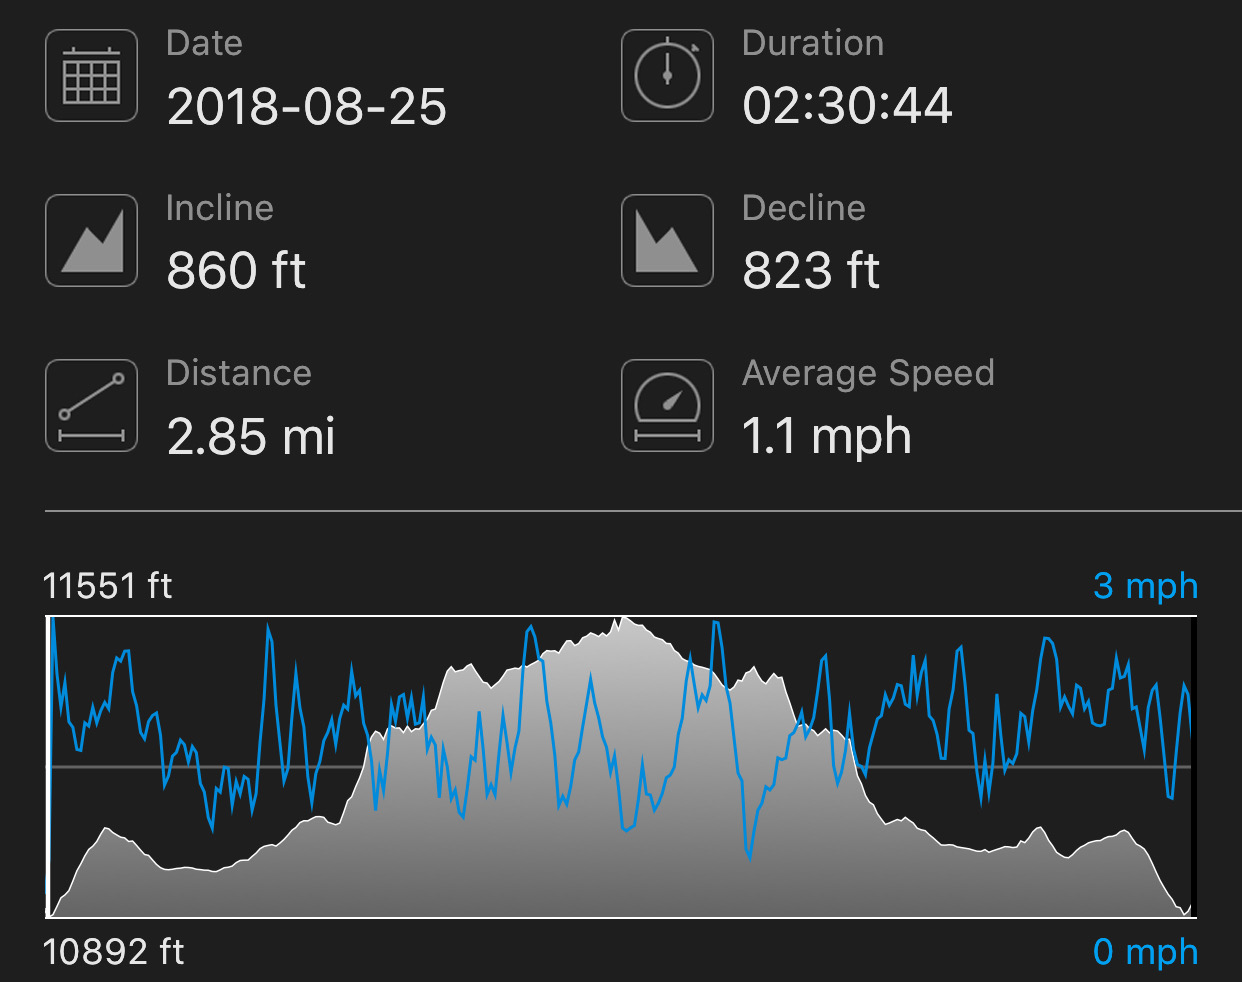 Date
2018-08-25
Duration
02:30:44
Incline
860 ft
Decline
823 ft
Distance
2.85 mi
Average Speed
1.1 mph
11551 ft
3 mph
10892 ft
0 mph